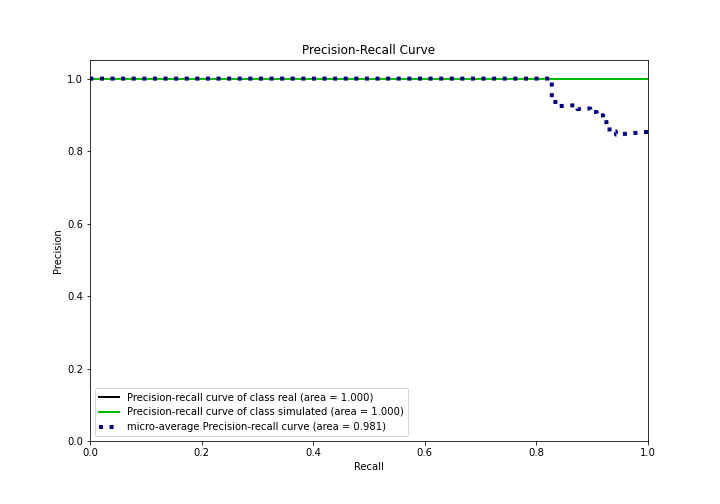 Precision-Recall Curve
1.0
0.8
0.6
0.4
0.2
0.0
Precision
Precision-recall curve of class real (area = 1.000)
Precision-recall curve of class simulated (area = 1.000)
micro-average Precision-recall curve (area = 0.981)
0.0 0.2 0.4 0.6 0.8 1.0
Recall